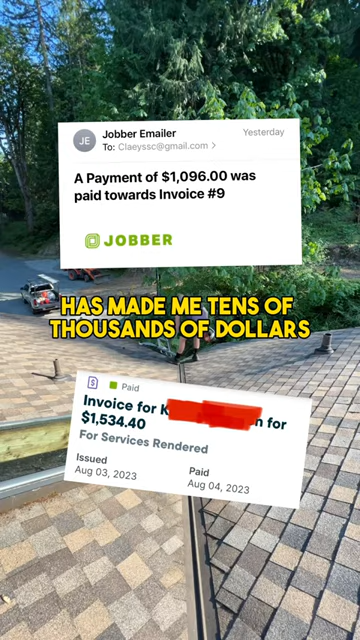 JE
Jobber Emailer
Yesterday
To: Claeyssc@gmail.com >
A Payment of $1,096.00 was
paid towards Invoice #9
JOBBER
HAS MADE ME TENS OF
THOUSANDS OF DOLLARS
$ Paid
Invoice for K n for
$1,534.40
For Services Rendered
Issued
Aug 03, 2023
Paid
Aug 04, 2023